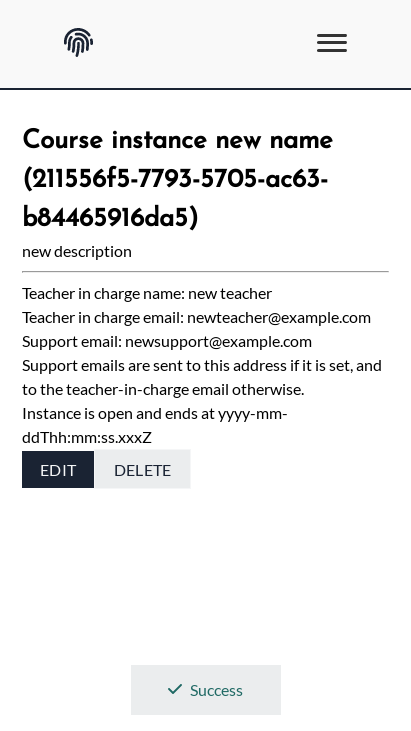 Course instance new name
(211556f5-7793-5705-ac63-
b84465916da5)
new description
Teacher in charge name: new teacher
Teacher in charge email: newteacher@example.com
Support email: newsupport@example.com
Support emails are sent to this address if it is set, and
to the teacher-in-charge email otherwise.
Instance is open and ends at yyyy-mm-
ddThh:mm:ss.xxxZ
EDIT DELETE
Success